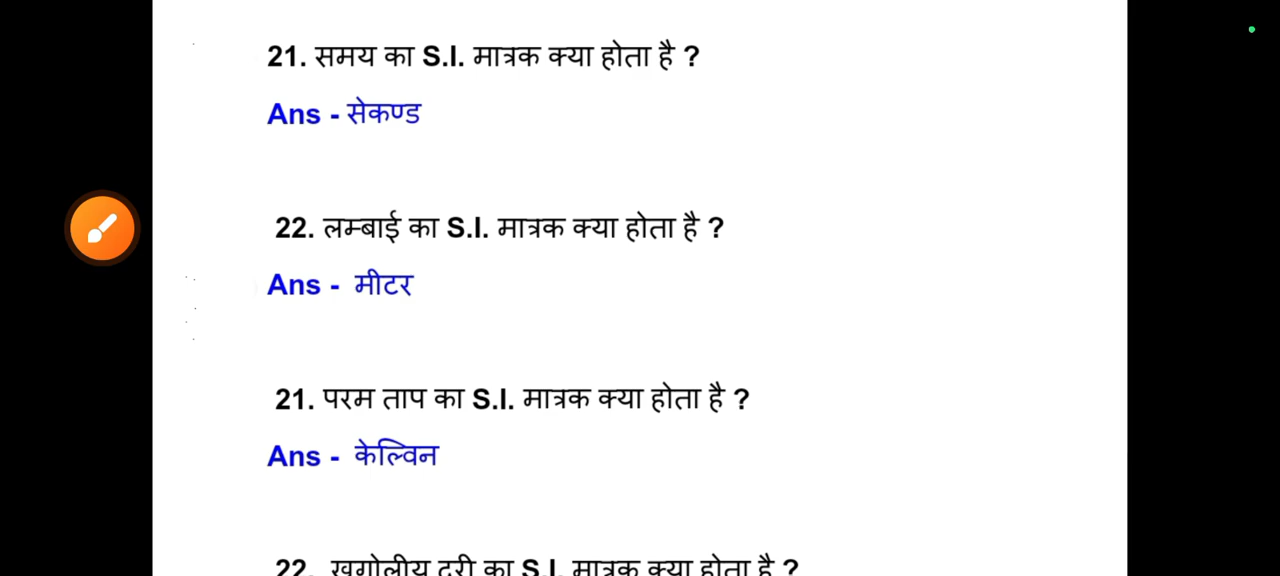 21. समय का S.I. मात्रक क्या होता है ?
Ans - सेकण्ड
22. लम्बाई का S.I. मात्रक क्या होता है ?
Ans - मीटर
21. परम ताप का S.I. मात्रक क्या होता है ?
Ans - केल्विन
22. खगोलीय दूरी का S.I. मात्रक क्या होता है ?